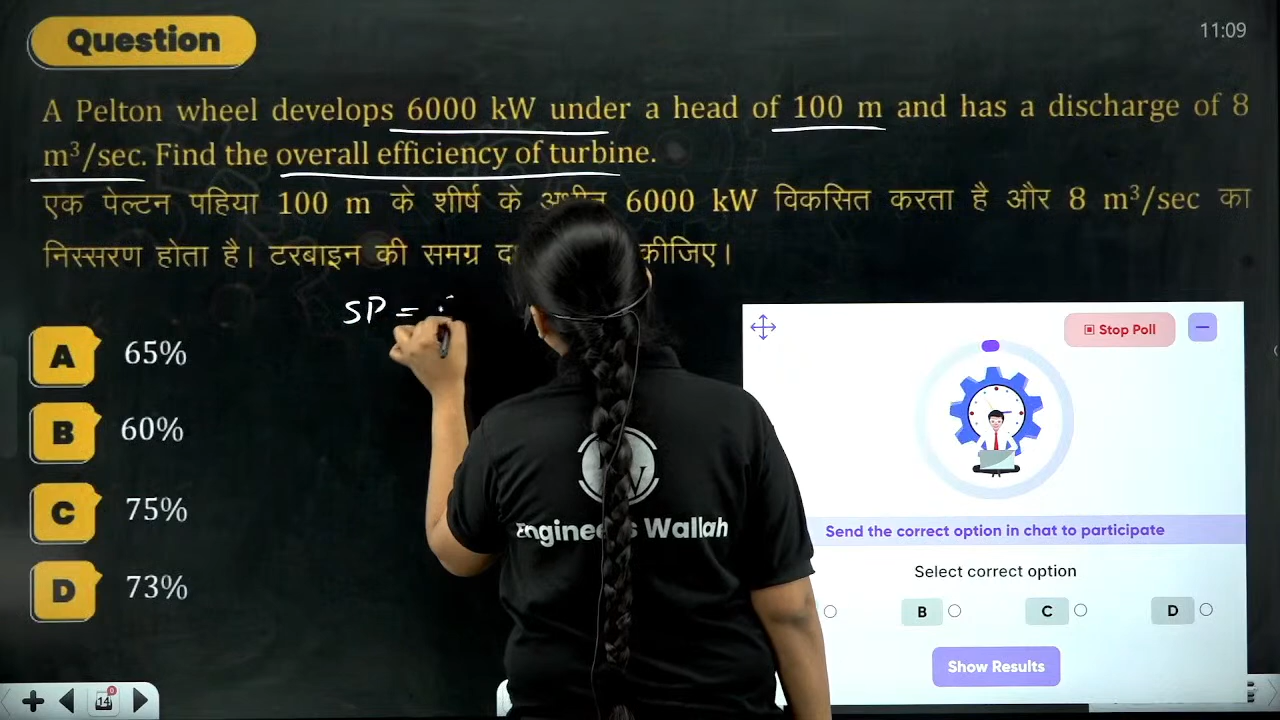 Question
11:09
A Pelton wheel develops 6000 kW under a head of 100 m and has a discharge of 8
m³/sec. Find the overall efficiency of turbine.
एक पेल्टन पहिया 100 m के शीर्ष के अधीन 6000 kW विकसित करता है और 8 m³/sec का
निस्सरण होता है। टरबाइन की समग्र कीजिए।
SP =
A 65%
B 60%
C 75%
D 73%
Stop Poll
Engineers Wallah
Send the correct option in chat to participate
Select correct option
B
C
D
Show Results
14